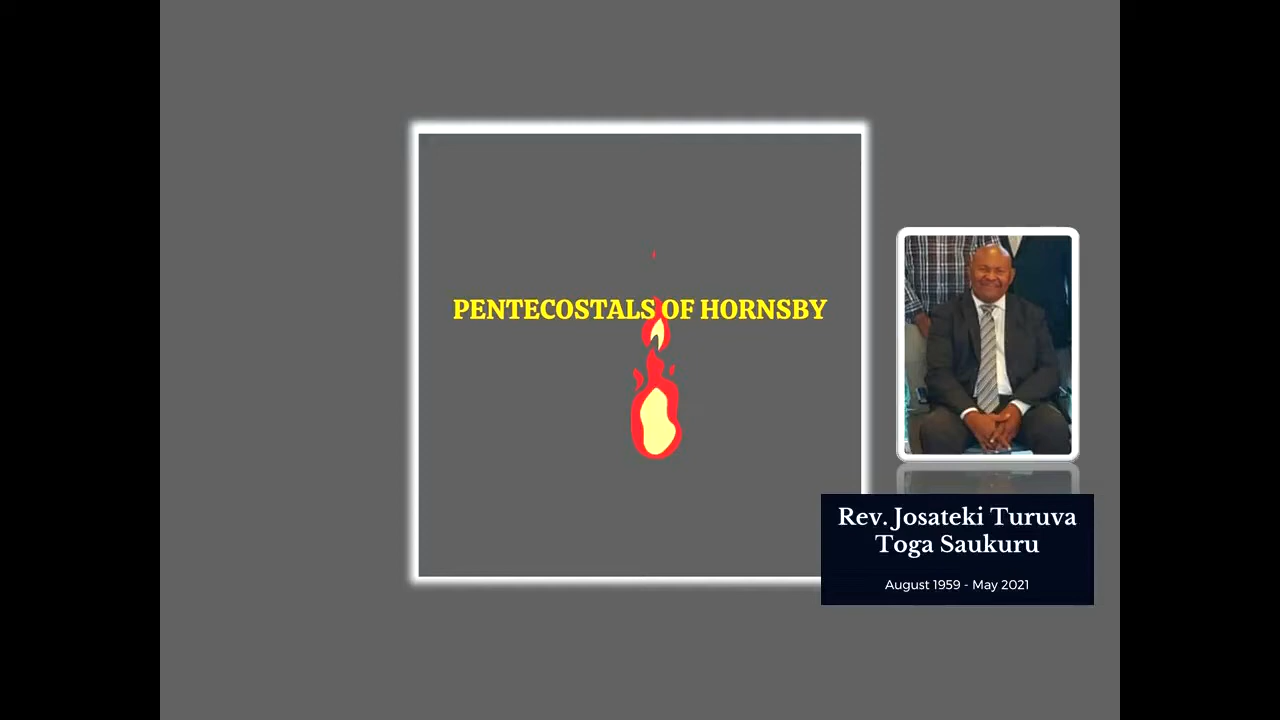 PENTECOSTALS OF HORNSBY
Rev. Josateki Turuva
Toga Saukuru
August 1959 - May 2021